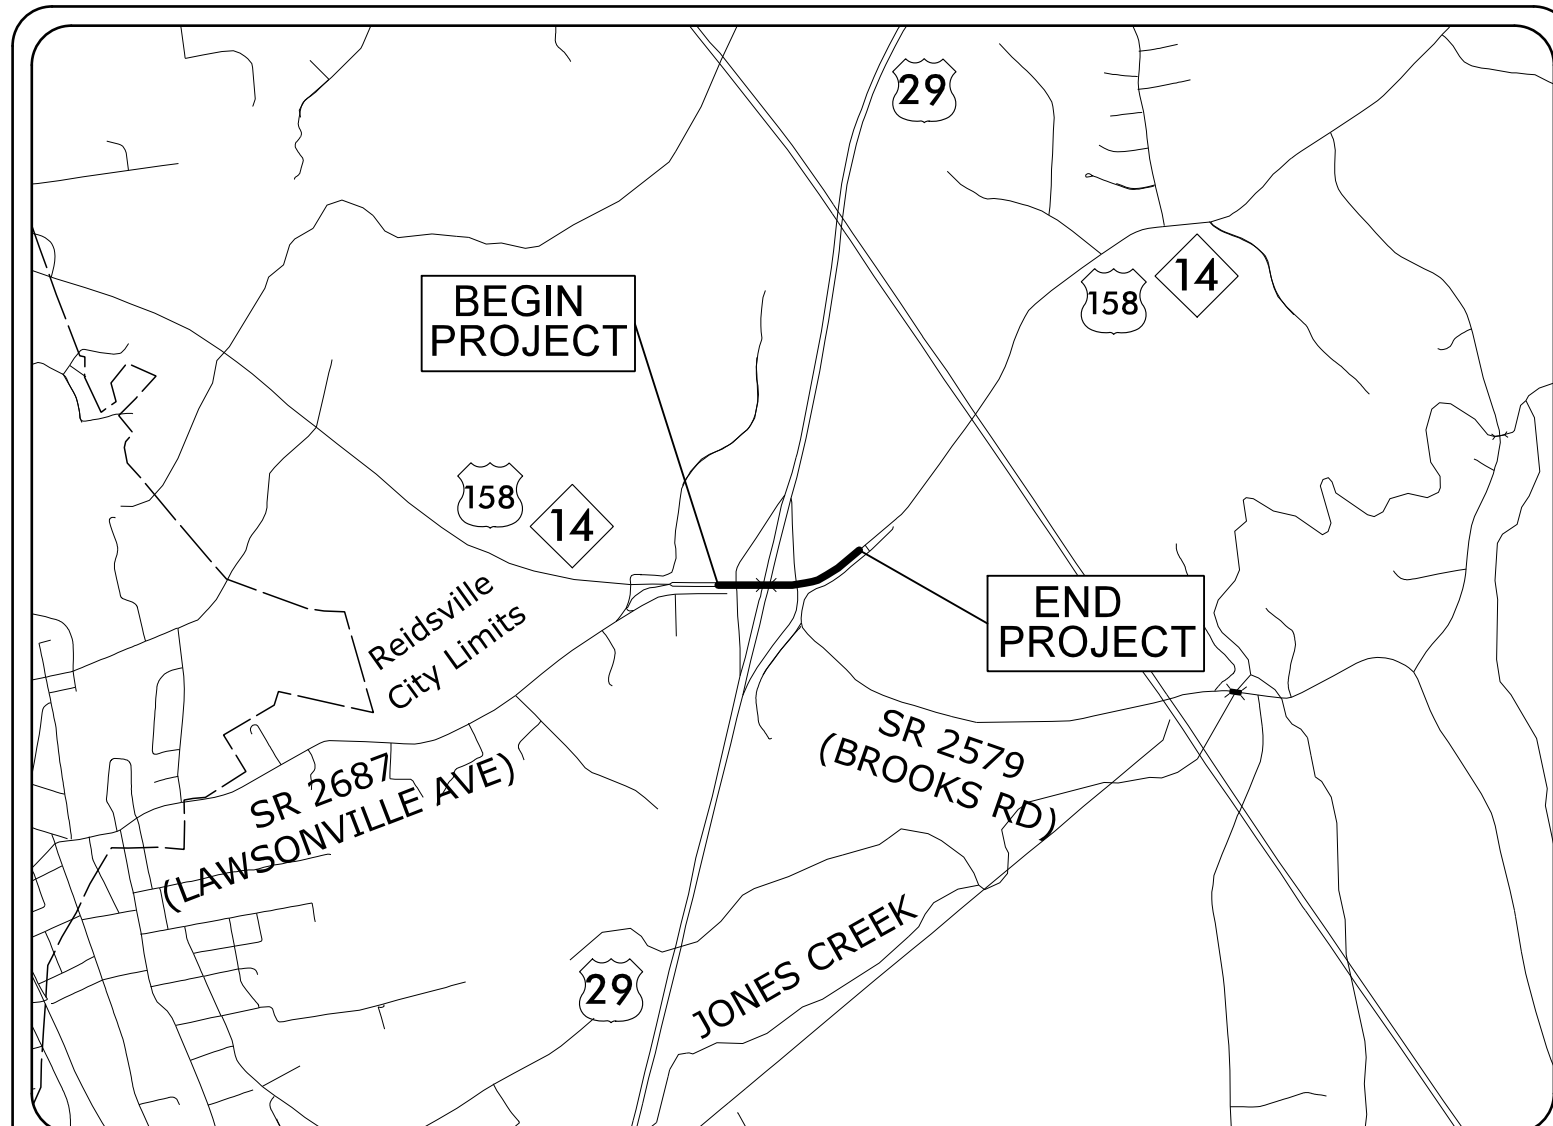 29
14
158
BEGIN
PROJECT
158
14
END
PROJECT
Reidsville
City Limits
SR 2687
(LAWSONVILLE AVE)
SR 2579
(BROOKS RD)
JONES CREEK
29